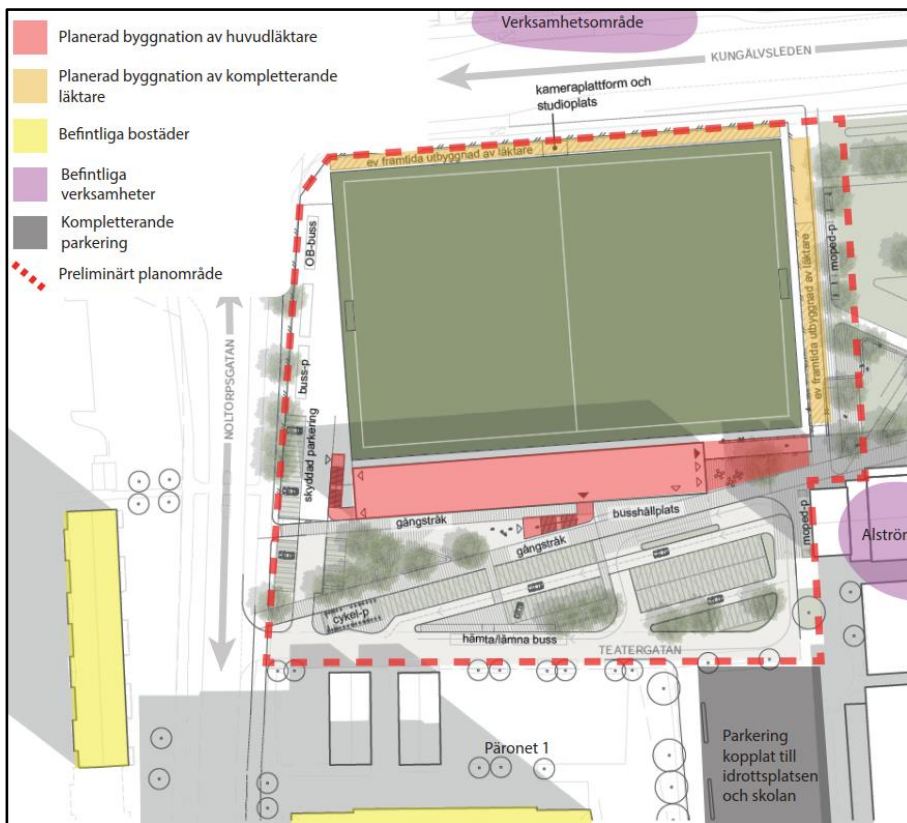 Planerad byggnation av huvudläktare
Planerad byggnation av kompletterande
läktare
Befintliga bostäder
Befintliga
verksamheter
Kompletterande
parkering
Preliminärt planområde
Verksamhetsområde
KUNGÄLVSLEDEN
kameraplattform och
studioplats
ev framtida utbyggnad av läktare
ev framtida utbyggnad av läktare
moped-p
OB-buss
buss-p
skyddad parkering
NOLTORPSGATAN
gångstråk
busshållplats
gångstråk
moped-p
Alström
cykel-p
hämta/lämna buss
TEATERGATAN
Päronet 1
Parkering
kopplat till
idrottsplatsen
och skolan